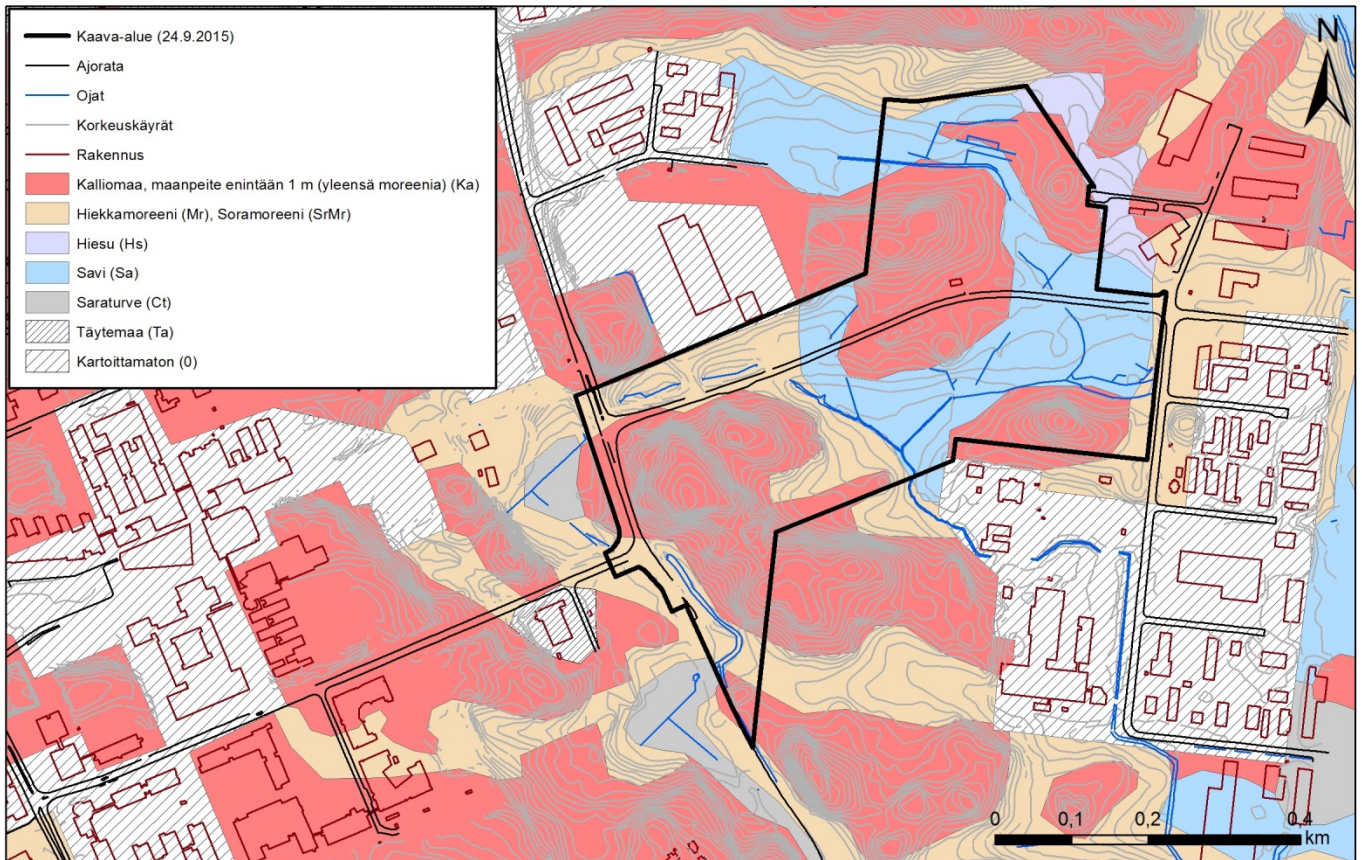 Kaava-alue (24.9.2015)
Ajorata
Ojat
Korkeuskäyrät
Rakennus
Kalliomaa, maanpeite enintään 1 m (yleensä moreenia) (Ka)
Hiekkamoreeni (Mr), Soramoreeni (SrMr)
Hiesu (Hs)
Savi (Sa)
Saraturve (Ct)
Täytemaa (Ta)
Kartoittamaton (0)
N
0 0,1 0,2 0,4
km